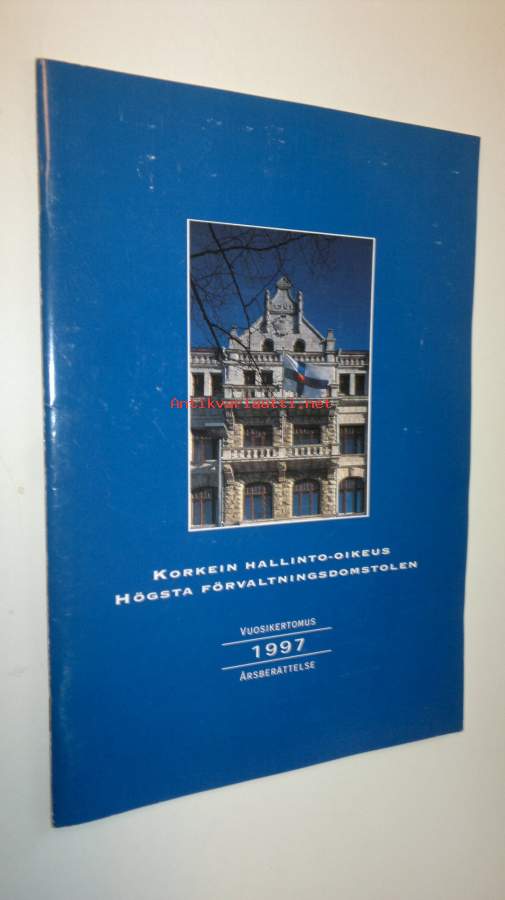 Antikvariaatti.net
KORKEIN HALLINTO-OIKEUS
HÖGSTA FÖRVALTNINGSDOMSTOLEN
VUOSIKERTOMUS
1997
ÅRSBERÄTTELSE